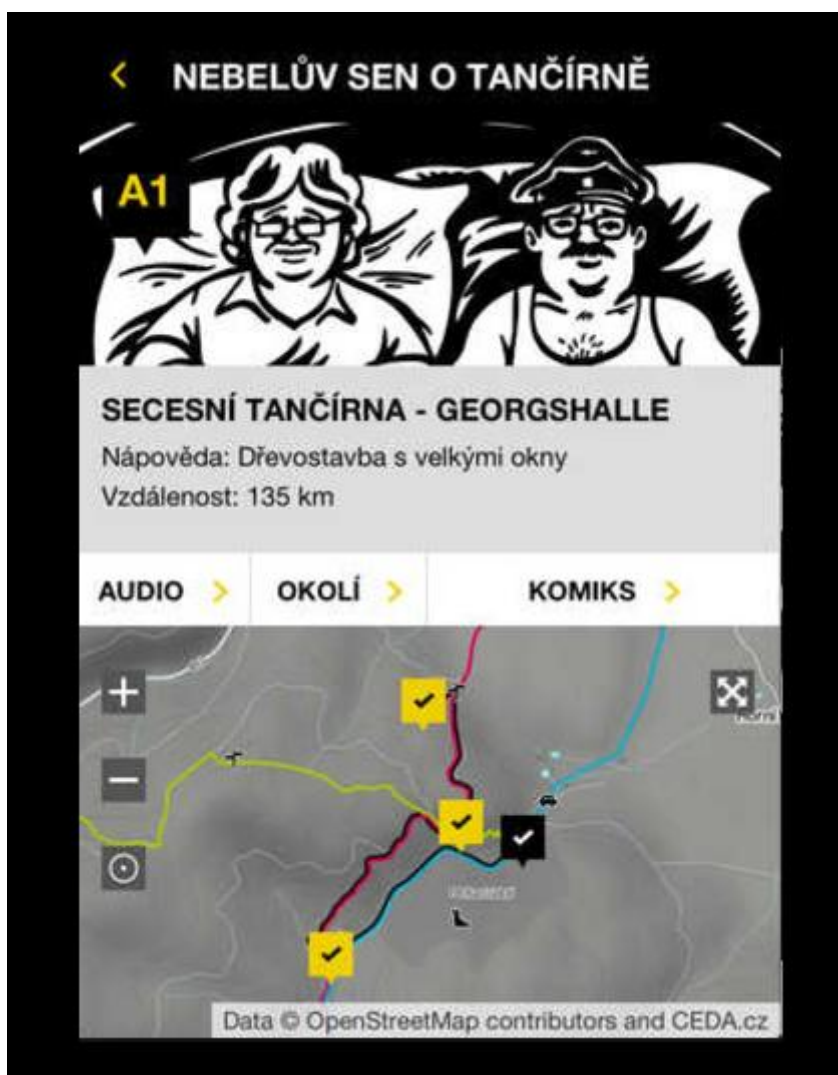 NEBELŮV SEN O TANČÍRNĚ
A1
SECESNÍ TANČÍRNA - GEORGSHALLE
Nápověda: Dřevostavba s velkými okny
Vzdálenost: 135 km
AUDIO
OKOLÍ
KOMIKS
Horní
Data © OpenStreetMap contributors and CEDA.cz